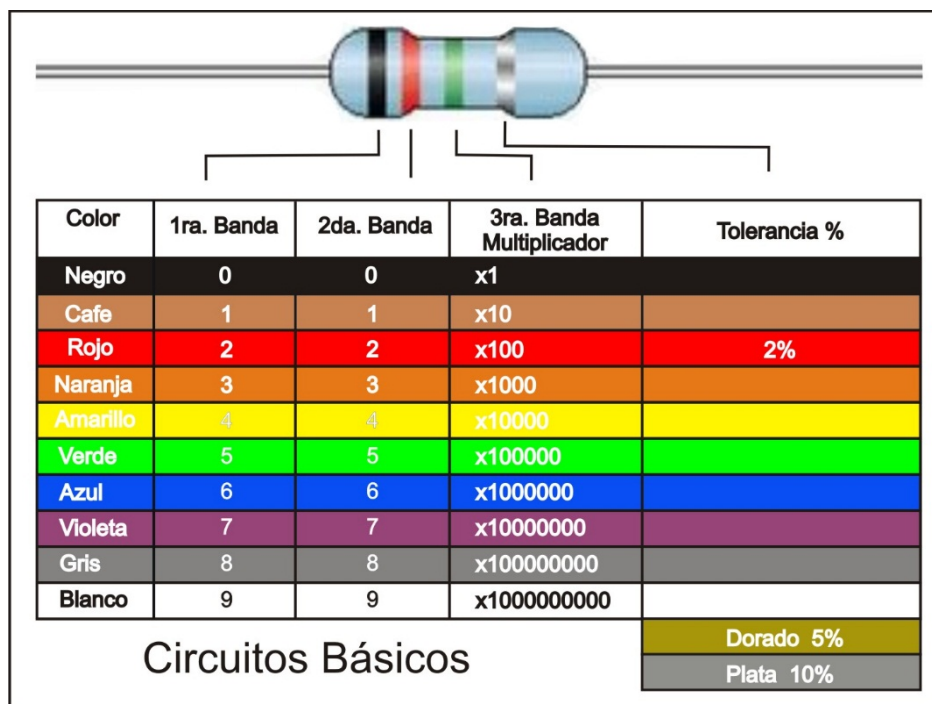 Color 1ra. Banda 2da. Banda 3ra. Banda Multiplicador Tolerancia %
Negro 0 0 x1
Cafe 1 1 x10
Rojo 2 2 x100 2%
Naranja 3 3 x1000
Amarillo 4 4 x10000
Verde 5 5 x100000
Azul 6 6 x1000000
Violeta 7 7 x10000000
Gris 8 8 x100000000
Blanco 9 9 x1000000000
Dorado 5%
Circuitos Básicos
Plata 10%